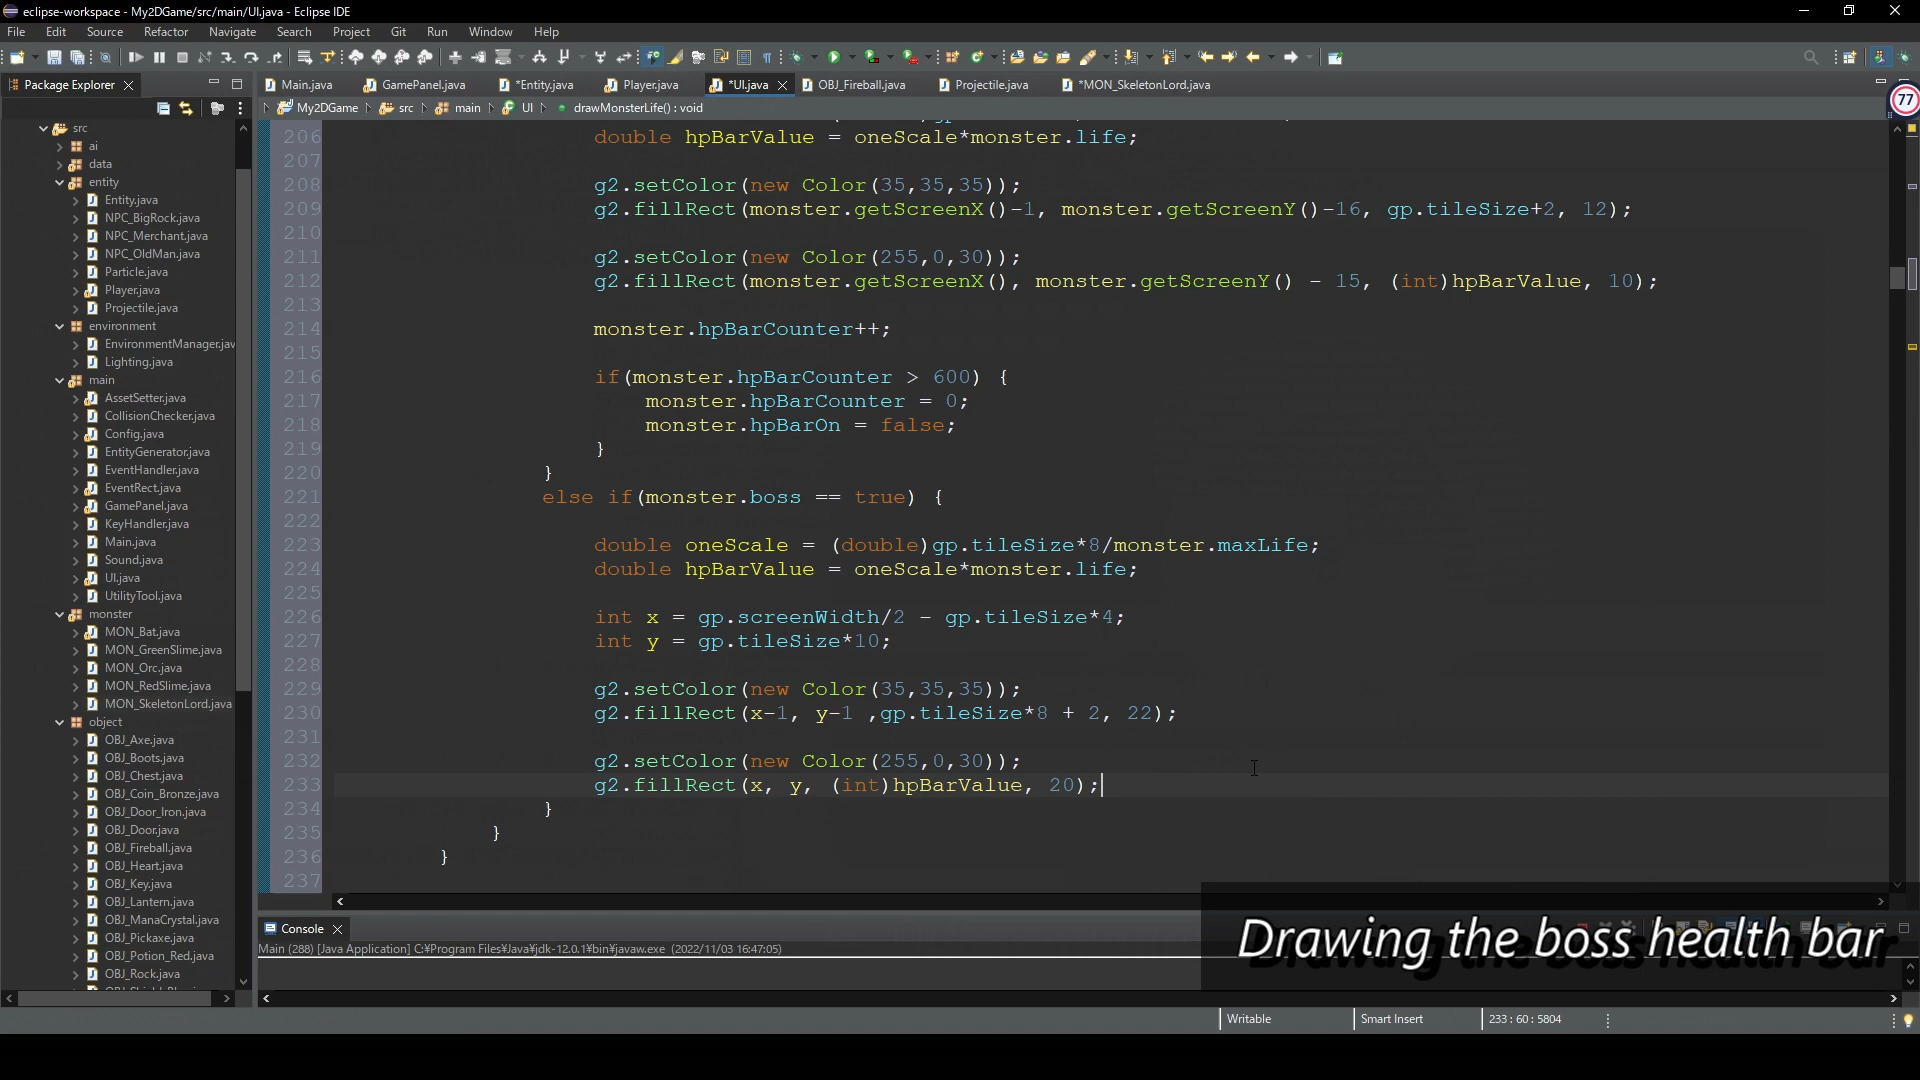 eclipse-workspace - My2DGame/src/main/UI.java - Eclipse IDE
File Edit Source Refactor Navigate Search Project Git Run Window Help
Package Explorer
Main.java GamePanel.java *Entity.java Player.java *UI.java OBJ_Fireball.java Projectile.java *MON_SkeletonLord.java
My2DGame src main UI drawMonsterLife() : void
77
src
ai
data
entity
Entity.java
NPC_BigRock.java
NPC_Merchant.java
NPC_OldMan.java
Particle.java
Player.java
Projectile.java
environment
EnvironmentManager.jav
Lighting.java
main
AssetSetter.java
CollisionChecker.java
Config.java
EntityGenerator.java
EventHandler.java
EventRect.java
GamePanel.java
KeyHandler.java
Main.java
Sound.java
UI.java
UtilityTool.java
monster
MON_Bat.java
MON_GreenSlime.java
MON_Orc.java
MON_RedSlime.java
MON_SkeletonLord.java
object
OBJ_Axe.java
OBJ_Boots.java
OBJ_Chest.java
OBJ_Coin_Bronze.java
OBJ_Door_Iron.java
OBJ_Door.java
OBJ_Fireball.java
OBJ_Heart.java
OBJ_Key.java
OBJ_Lantern.java
OBJ_ManaCrystal.java
OBJ_Pickaxe.java
OBJ_Potion_Red.java
OBJ_Rock.java
206 double hpBarValue = oneScale*monster.life;
207
208 g2.setColor(new Color(35,35,35));
209 g2.fillRect(monster.getScreenX()-1, monster.getScreenY()-16, gp.tileSize+2, 12);
210
211 g2.setColor(new Color(255,0,30));
212 g2.fillRect(monster.getScreenX(), monster.getScreenY() - 15, (int)hpBarValue, 10);
213
214 monster.hpBarCounter++;
215
216 if(monster.hpBarCounter > 600) {
217 monster.hpBarCounter = 0;
218 monster.hpBarOn = false;
219 }
220 }
221 else if(monster.boss == true) {
222
223 double oneScale = (double)gp.tileSize*8/monster.maxLife;
224 double hpBarValue = oneScale*monster.life;
225
226 int x = gp.screenWidth/2 - gp.tileSize*4;
227 int y = gp.tileSize*10;
228
229 g2.setColor(new Color(35,35,35));
230 g2.fillRect(x-1, y-1 ,gp.tileSize*8 + 2, 22);
231
232 g2.setColor(new Color(255,0,30));
233 g2.fillRect(x, y, (int)hpBarValue, 20);
234 }
235 }
236 }
237
Console
Main (288) [Java Application] C:¥Program Files¥Java¥jdk-12.0.1¥bin¥javaw.exe (2022/11/03 16:47:05)
Drawing the boss health bar
Writable Smart Insert 233 : 60 : 5804